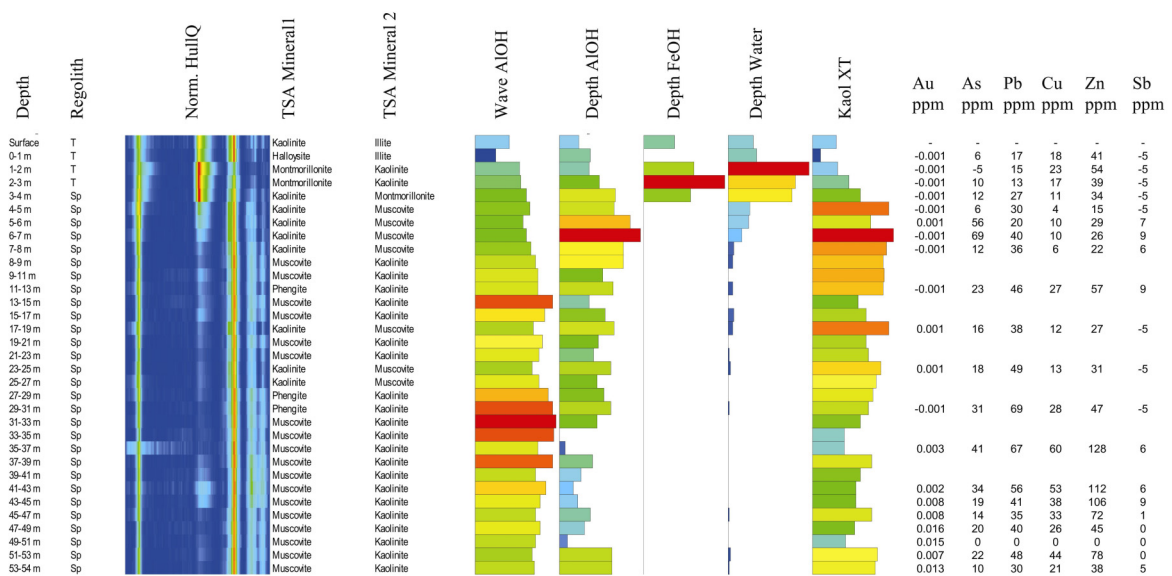 Depth Regolith Norm. HullQ TSA Mineral1 TSA Mineral 2 Wave AlOH Depth AlOH Depth FeOH Depth Water Kaol XT Au As Pb Cu Zn Sb
ppm ppm ppm ppm ppm ppm
Surface T Kaolinite Illite - - - - - -
0-1 m T Halloysite Illite -0.001 6 17 18 41 -5
1-2 m T Montmorillonite Kaolinite -0.001 -5 15 23 54 -5
2-3 m T Montmorillonite Kaolinite -0.001 10 13 17 39 -5
3-4 m Sp Kaolinite Montmorillonite -0.001 12 27 11 34 -5
4-5 m Sp Kaolinite Muscovite -0.001 6 30 4 15 -5
5-6 m Sp Kaolinite Muscovite 0.001 56 20 10 29 7
6-7 m Sp Kaolinite Muscovite -0.001 69 40 10 26 9
7-8 m Sp Kaolinite Muscovite -0.001 12 36 6 22 6
8-9 m Sp Muscovite Kaolinite
9-11 m Sp Muscovite Kaolinite
11-13 m Sp Phengite Kaolinite -0.001 23 46 27 57 9
13-15 m Sp Muscovite Kaolinite
15-17 m Sp Muscovite Kaolinite
17-19 m Sp Kaolinite Muscovite 0.001 16 38 12 27 -5
19-21 m Sp Muscovite Kaolinite
21-23 m Sp Muscovite Kaolinite
23-25 m Sp Kaolinite Muscovite 0.001 18 49 13 31 -5
25-27 m Sp Kaolinite Muscovite
27-29 m Sp Phengite Kaolinite
29-31 m Sp Phengite Kaolinite -0.001 31 69 28 47 -5
31-33 m Sp Muscovite Kaolinite
33-35 m Sp Muscovite Kaolinite
35-37 m Sp Muscovite Kaolinite 0.003 41 67 60 128 6
37-39 m Sp Muscovite Kaolinite
39-41 m Sp Muscovite Kaolinite
41-43 m Sp Muscovite Kaolinite 0.002 34 56 53 112 6
43-45 m Sp Muscovite Kaolinite 0.008 19 41 38 106 9
45-47 m Sp Muscovite Kaolinite 0.008 14 35 33 72 1
47-49 m Sp Muscovite Kaolinite 0.016 20 40 26 45 0
49-51 m Sp Muscovite Kaolinite 0.015 0 0 0 0 0
51-53 m Sp Muscovite Kaolinite 0.007 22 48 44 78 0
53-54 m Sp Muscovite Kaolinite 0.013 10 30 21 38 5